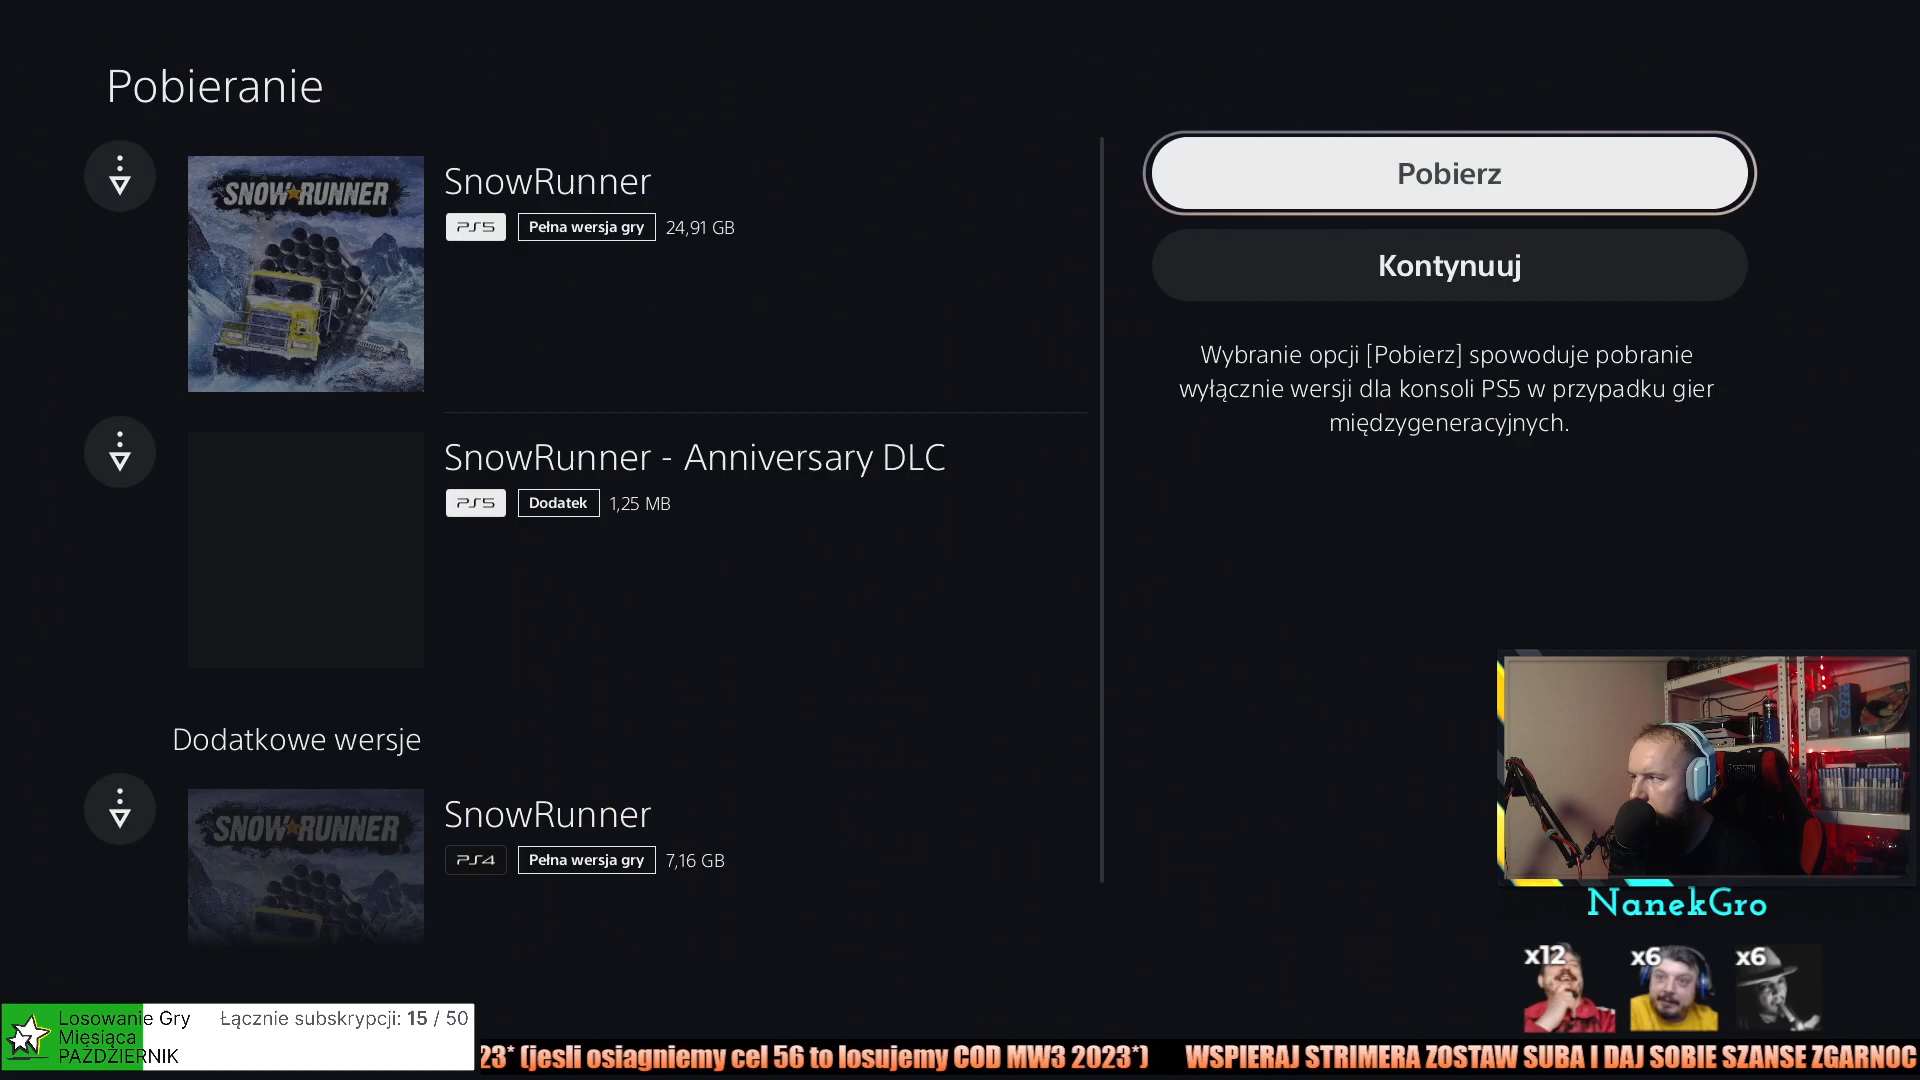 Pobieranie
SNOWRUNNER
SnowRunner
PS5 Pełna wersja gry 24,91 GB
SnowRunner - Anniversary DLC
PS5 Dodatek 1,25 MB
Dodatkowe wersje
SNOWRUNNER
SnowRunner
PS4 Pełna wersja gry 7,16 GB
Pobierz
Kontynuuj
Wybranie opcji [Pobierz] spowoduje pobranie
wyłącznie wersji dla konsoli PS5 w przypadku gier
międzygeneracyjnych.
NanekGro
x12 x6 x6
Losowanie Gry
Miesiąca
PAŹDZIERNIK
Łącznie subskrypcji: 15 / 50
23* (jesli osiagniemy cel 56 to losujemy COD MW3 2023*) WSPIERAJ STRIMERA ZOSTAW SUBA I DAJ SOBIE SZANSE ZGARNOC